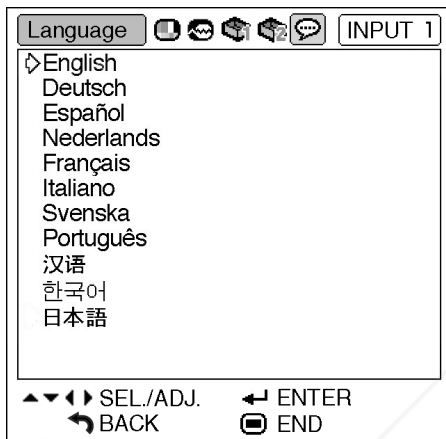 Language INPUT 1
English
Deutsch
Español
Nederlands
Français
Italiano
Svenska
Português
汉语
한국어
日本語
SEL./ADJ. ENTER
BACK END